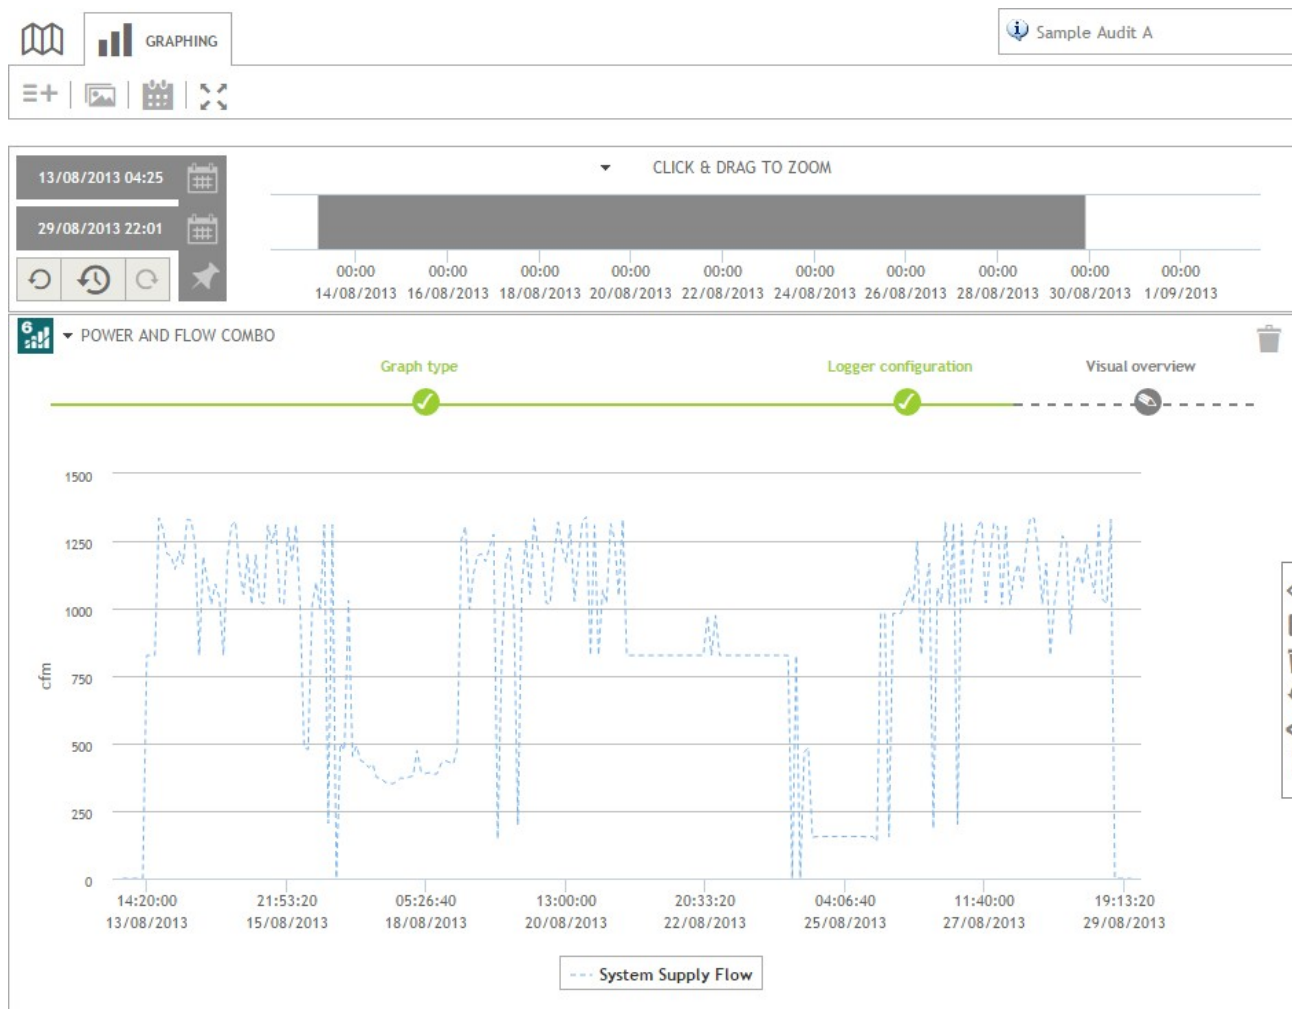 GRAPHING
Sample Audit A
13/08/2013 04:25
29/08/2013 22:01
CLICK & DRAG TO ZOOM
00:00 00:00 00:00 00:00 00:00 00:00 00:00 00:00 00:00 00:00
14/08/2013 16/08/2013 18/08/2013 20/08/2013 22/08/2013 24/08/2013 26/08/2013 28/08/2013 30/08/2013 1/09/2013
6
POWER AND FLOW COMBO
Graph type Logger configuration Visual overview
1500
1250
1000
750
500
250
0
cfm
14:20:00 21:53:20 05:26:40 13:00:00 20:33:20 04:06:40 11:40:00 19:13:20
13/08/2013 15/08/2013 18/08/2013 20/08/2013 22/08/2013 25/08/2013 27/08/2013 29/08/2013
System Supply Flow